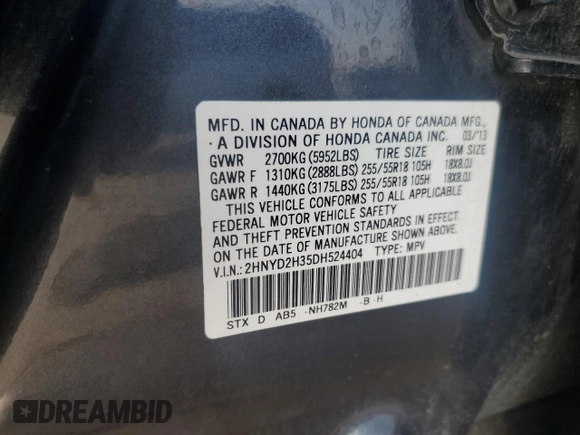 MFD. IN CANADA BY HONDA OF CANADA MFG.,
· A DIVISION OF HONDA CANADA INC. 03/13
GVWR 2700KG(5952LBS) TIRE SIZE RIM SIZE
GAWR F 1310KG(2888LBS) 255/55R18 105H 18X8.0J
GAWR R 1440KG(3175LBS) 255/55R18 105H 18X8.0J
THIS VEHICLE CONFORMS TO ALL APPLICABLE
FEDERAL MOTOR VEHICLE SAFETY
AND THEFT PREVENTION STANDARDS IN EFFECT
ON THE DATE OF MANUFACTURE SHOWN ABOVE.
V.I.N.: 2HNYD2H35DH524404 TYPE: MPV
STX D AB5 -NH782M -B -H
DREAMBID